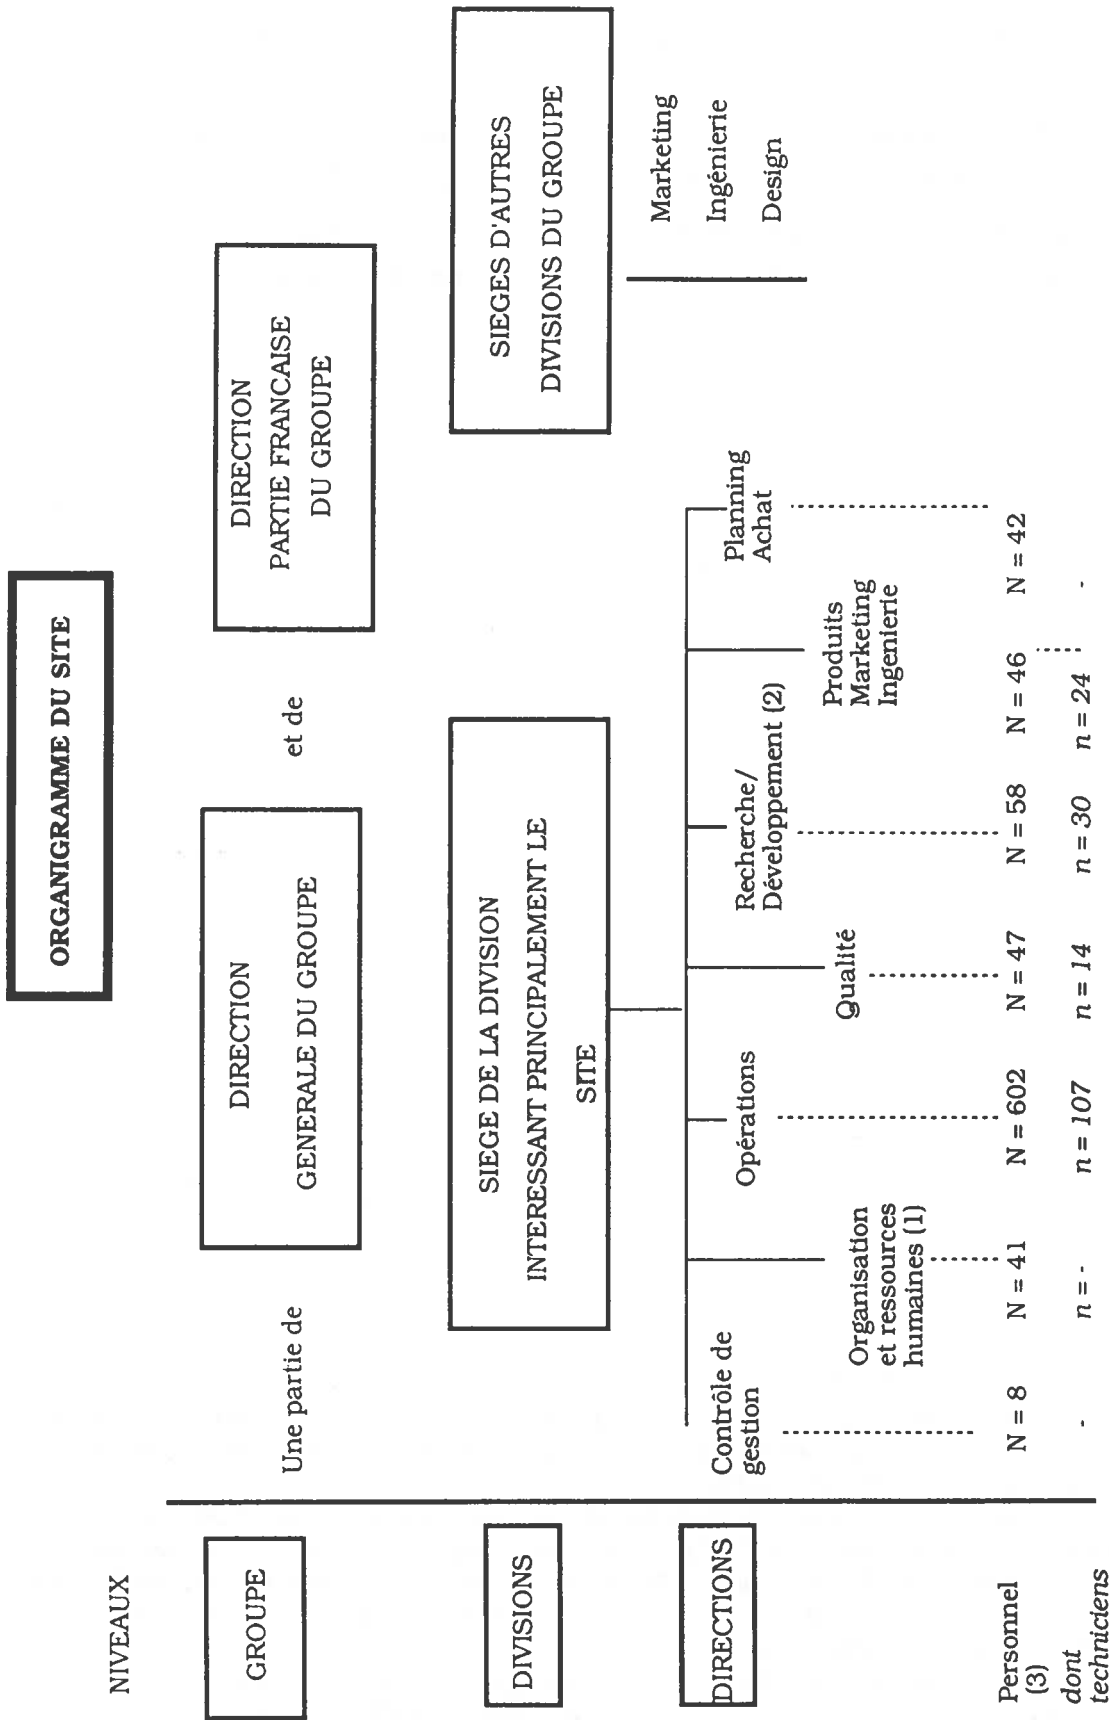 ORGANIGRAMME DU SITE
NIVEAUX
GROUPE
Une partie de
DIRECTION
GENERALE DU GROUPE
et de
DIRECTION
PARTIE FRANCAISE
DU GROUPE
DIVISIONS
SIEGE DE LA DIVISION
INTERESSANT PRINCIPALEMENT LE
SITE
SIEGES D'AUTRES
DIVISIONS DU GROUPE
Marketing
Ingénierie
Design
DIRECTIONS
Contrôle de
gestion
Organisation
et ressources
humaines (1)
Opérations
Qualité
Recherche/
Développement (2)
Produits
Marketing
Ingenierie
Planning
Achat
Personnel
(3)
N = 8
N = 41
N = 602
N = 47
N = 58
N = 46
N = 42
dont
techniciens
-
n = -
n = 107
n = 14
n = 30
n = 24
-